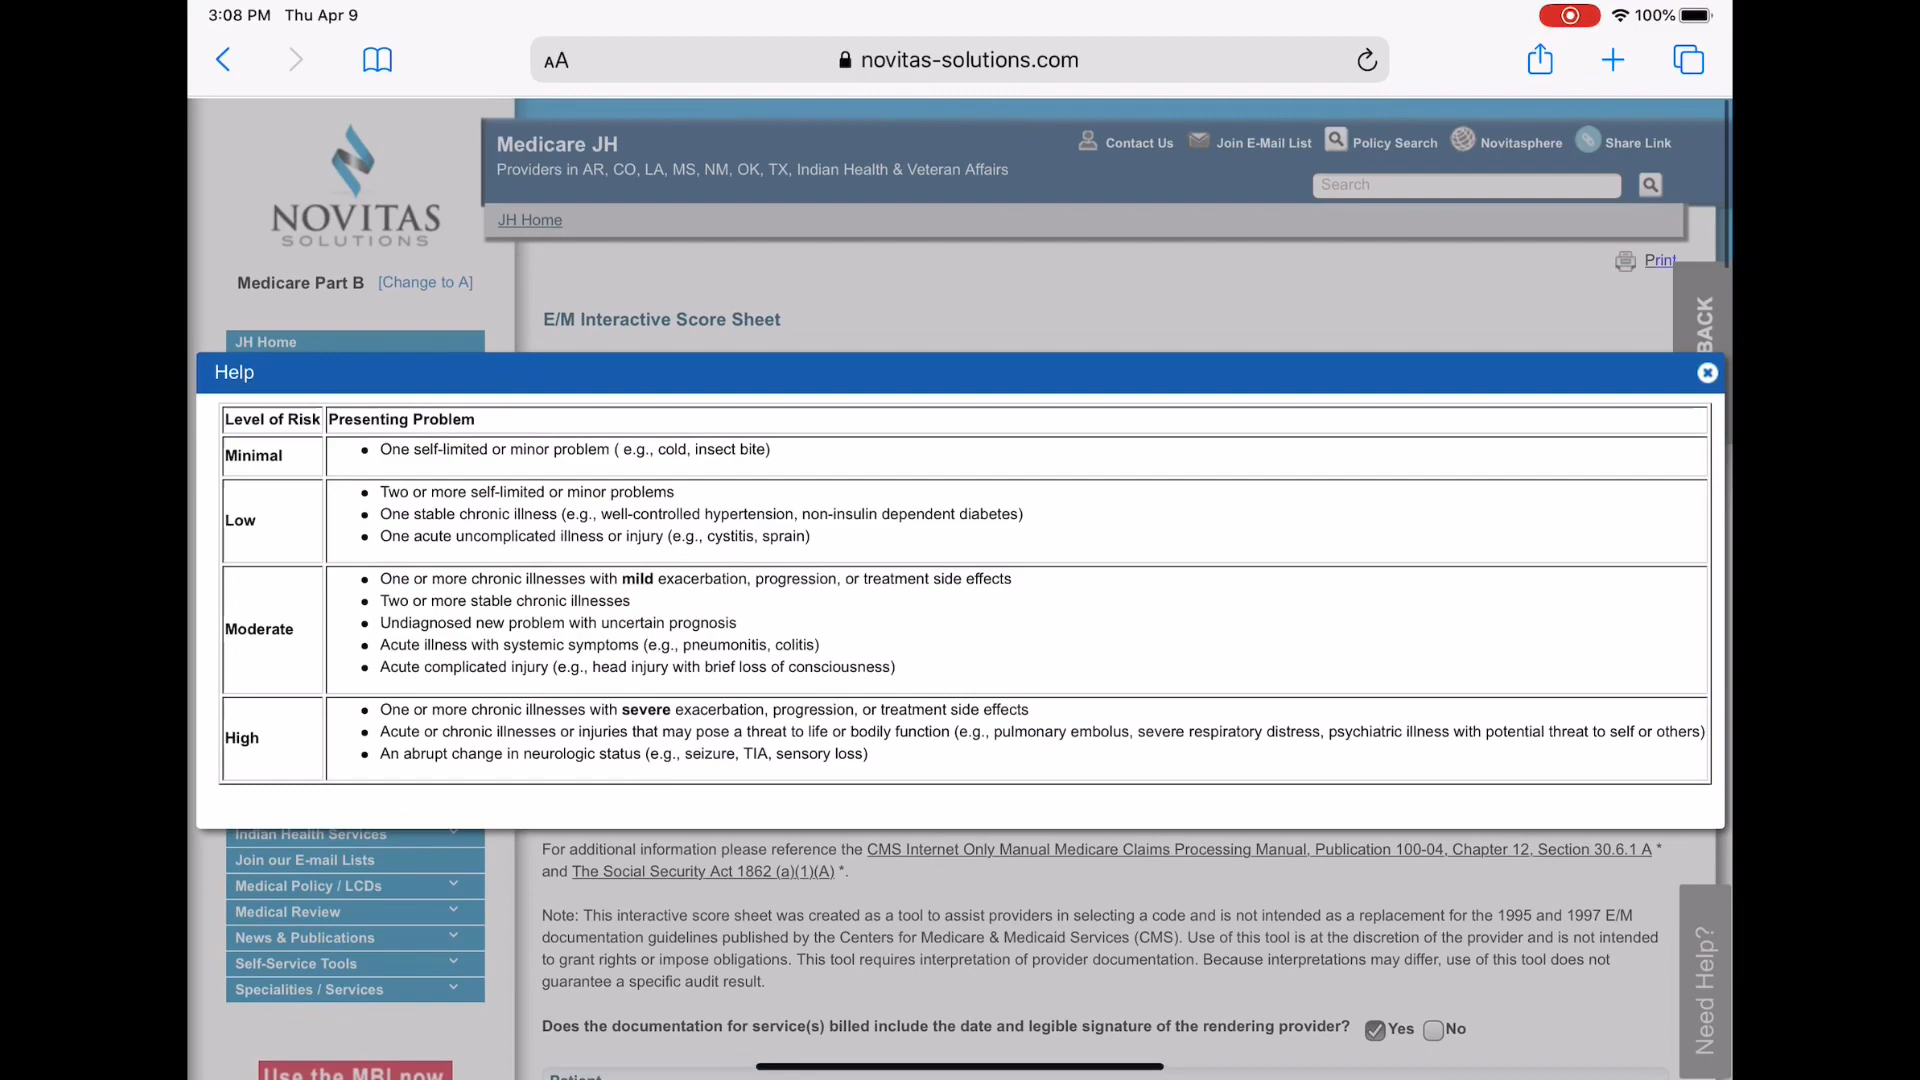 3:08 PM Thu Apr 9
100%
AA
novitas-solutions.com
NOVITAS
SOLUTIONS
Medicare JH
Providers in AR, CO, LA, MS, NM, OK, TX, Indian Health & Veteran Affairs
Contact Us
Join E-Mail List
Policy Search
Novitasphere
Share Link
Search
JH Home
Print
Medicare Part B [Change to A]
E/M Interactive Score Sheet
BACK
JH Home
Help
Level of Risk Presenting Problem
Minimal
• One self-limited or minor problem ( e.g., cold, insect bite)
Low
• Two or more self-limited or minor problems
• One stable chronic illness (e.g., well-controlled hypertension, non-insulin dependent diabetes)
• One acute uncomplicated illness or injury (e.g., cystitis, sprain)
Moderate
• One or more chronic illnesses with mild exacerbation, progression, or treatment side effects
• Two or more stable chronic illnesses
• Undiagnosed new problem with uncertain prognosis
• Acute illness with systemic symptoms (e.g., pneumonitis, colitis)
• Acute complicated injury (e.g., head injury with brief loss of consciousness)
High
• One or more chronic illnesses with severe exacerbation, progression, or treatment side effects
• Acute or chronic illnesses or injuries that may pose a threat to life or bodily function (e.g., pulmonary embolus, severe respiratory distress, psychiatric illness with potential threat to self or others)
• An abrupt change in neurologic status (e.g., seizure, TIA, sensory loss)
Indian Health Services
Join our E-mail Lists
Medical Policy / LCDs
Medical Review
News & Publications
Self-Service Tools
Specialities / Services
Use the MBI now
For additional information please reference the CMS Internet Only Manual Medicare Claims Processing Manual, Publication 100-04, Chapter 12, Section 30.6.1 A *
and The Social Security Act 1862 (a)(1)(A) *.
Note: This interactive score sheet was created as a tool to assist providers in selecting a code and is not intended as a replacement for the 1995 and 1997 E/M
documentation guidelines published by the Centers for Medicare & Medicaid Services (CMS). Use of this tool is at the discretion of the provider and is not intended
to grant rights or impose obligations. This tool requires interpretation of provider documentation. Because interpretations may differ, use of this tool does not
guarantee a specific audit result.
Does the documentation for service(s) billed include the date and legible signature of the rendering provider? Yes No
Need Help?
Patient